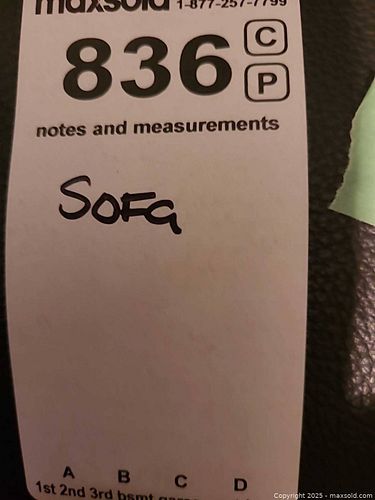 maxsold 1-877-257-7799
836 C
P
notes and measurements
SOFa
A B C D
1st 2nd 3rd bsmt
Copyright © 2025 - maxsold.com